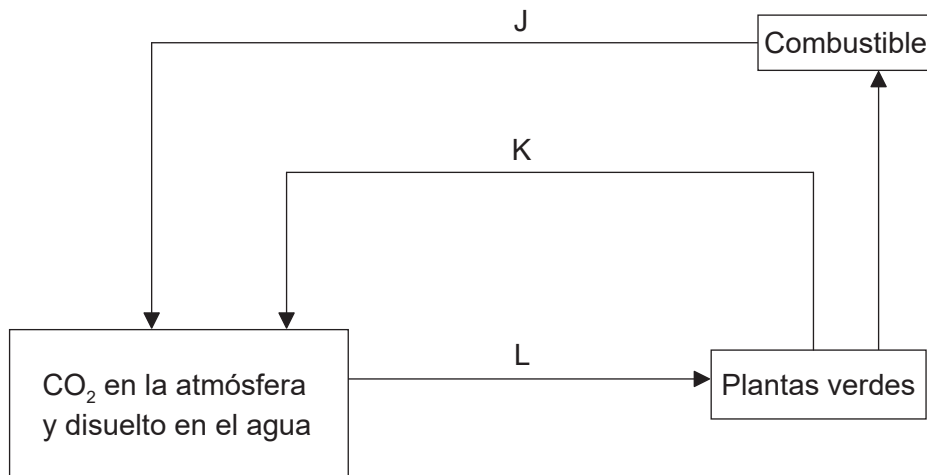 J
Combustible
K
L
CO₂ en la atmósfera
y disuelto en el agua
Plantas verdes